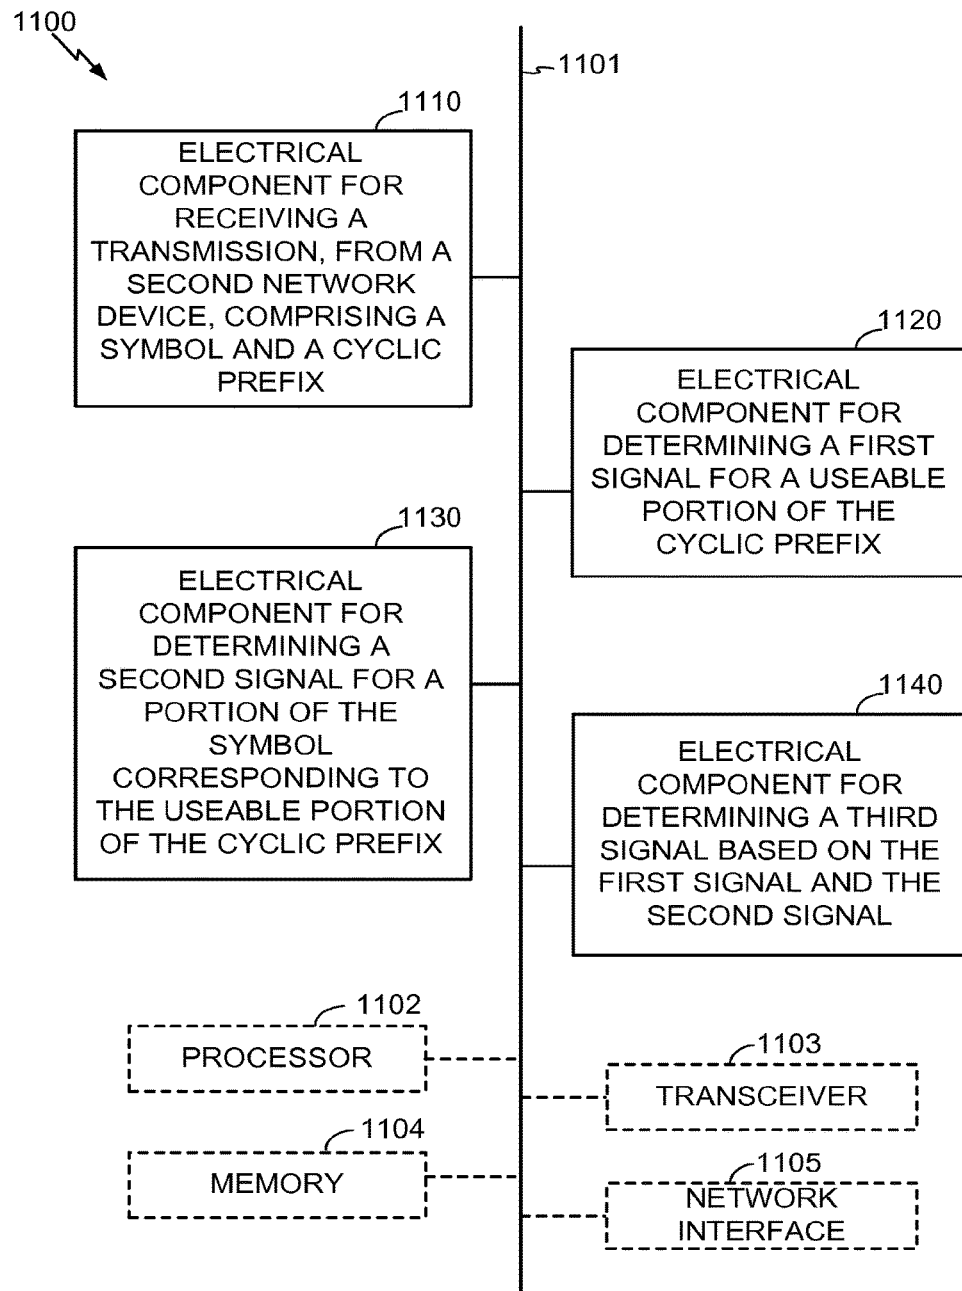 1100
1101
1110
ELECTRICAL
COMPONENT FOR
RECEIVING A
TRANSMISSION, FROM A
SECOND NETWORK
DEVICE, COMPRISING A
SYMBOL AND A CYCLIC
PREFIX
1120
ELECTRICAL
COMPONENT FOR
DETERMINING A FIRST
SIGNAL FOR A USEABLE
PORTION OF THE
CYCLIC PREFIX
1130
ELECTRICAL
COMPONENT FOR
DETERMINING A
SECOND SIGNAL FOR A
PORTION OF THE
SYMBOL
CORRESPONDING TO
THE USEABLE PORTION
OF THE CYCLIC PREFIX
1140
ELECTRICAL
COMPONENT FOR
DETERMINING A THIRD
SIGNAL BASED ON THE
FIRST SIGNAL AND THE
SECOND SIGNAL
1102
PROCESSOR
1103
TRANSCEIVER
1104
MEMORY
1105
NETWORK
INTERFACE